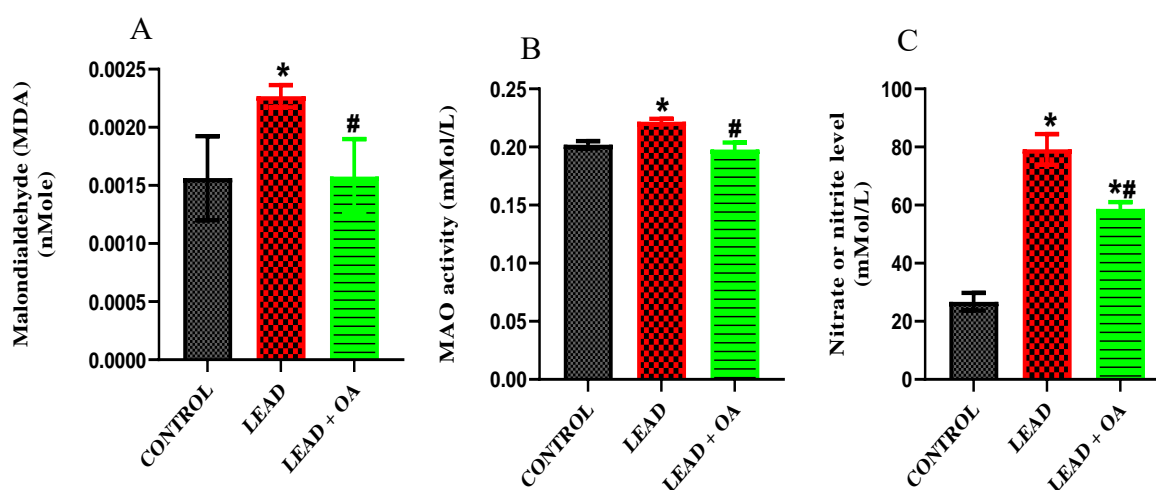 A
Malondialdehyde (MDA)
(nMole)
0.0025
0.0020
0.0015
0.0010
0.0005
0.0000
*
#
CONTROL
LEAD
LEAD + OA
B
MAO activity (mMol/L)
0.25
0.20
0.15
0.10
0.05
0.00
*
#
CONTROL
LEAD
LEAD + OA
C
Nitrate or nitrite level
(mMol/L)
100
80
60
40
20
0
*
*#
CONTROL
LEAD
LEAD + OA